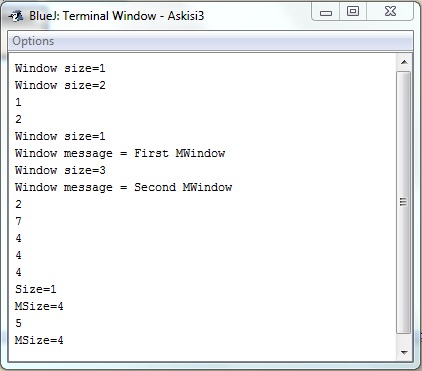 BlueJ: Terminal Window - Askisi3
Options
Window size=1
Window size=2
1
2
Window size=1
Window message = First MWindow
Window size=3
Window message = Second MWindow
2
7
4
4
4
Size=1
MSize=4
5
MSize=4